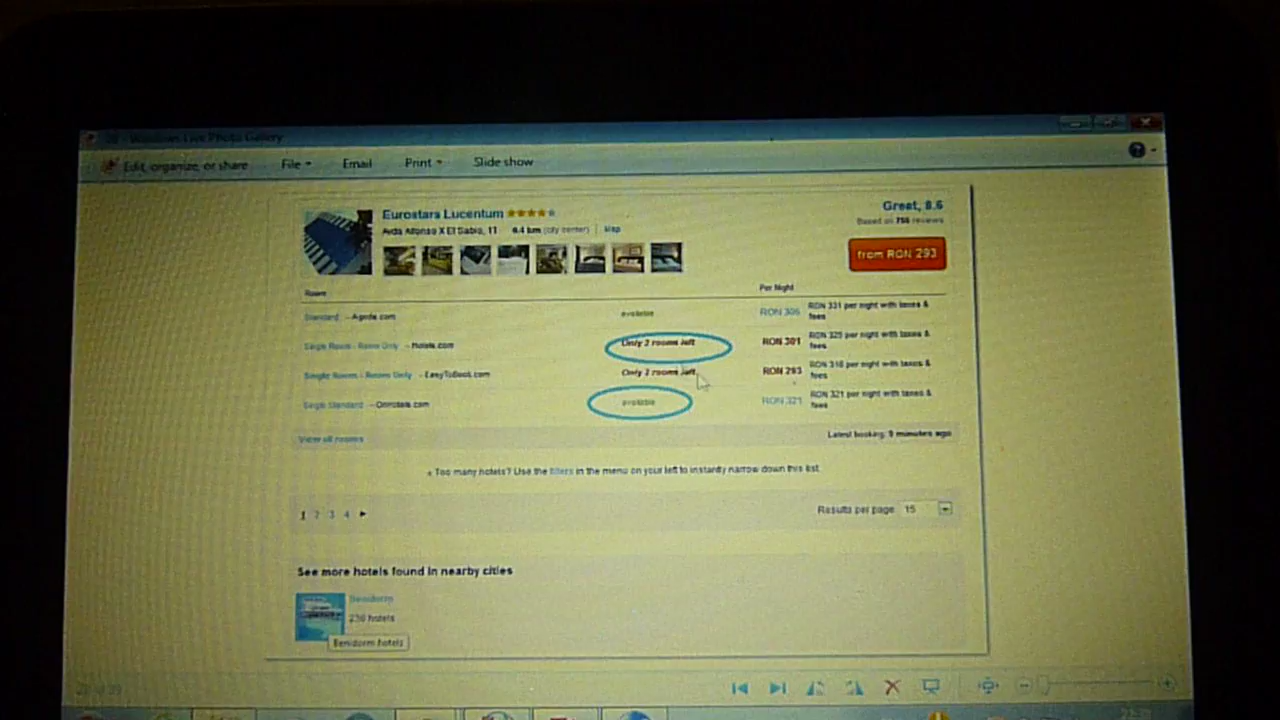 Windows Live Photo Gallery
Edit, organize, or share File Email Print Slide show
Eurostars Lucentum
Great, 8.6
Avda Alfonso X El Sabio, 11 0.4 km (city center) Map
Based on 756 reviews
from RON 293
Room Per Night
Standard - Agoda.com available RON 306 RON 331 per night with taxes & fees
Single Room - Room Only - Hotels.com Only 2 rooms left RON 301 RON 325 per night with taxes & fees
Single Room - Room Only - EasyToBook.com Only 2 rooms left RON 293 RON 316 per night with taxes & fees
Single Standard - Omnihotels.com available RON 321 RON 321 per night with taxes & fees
View all rooms Latest booking: 9 minutes ago
Too many hotels? Use the filters in the menu on your left to instantly narrow down this list.
1 2 3 4 Results per page 15
See more hotels found in nearby cities
Benidorm
230 hotels
Benidorm hotels